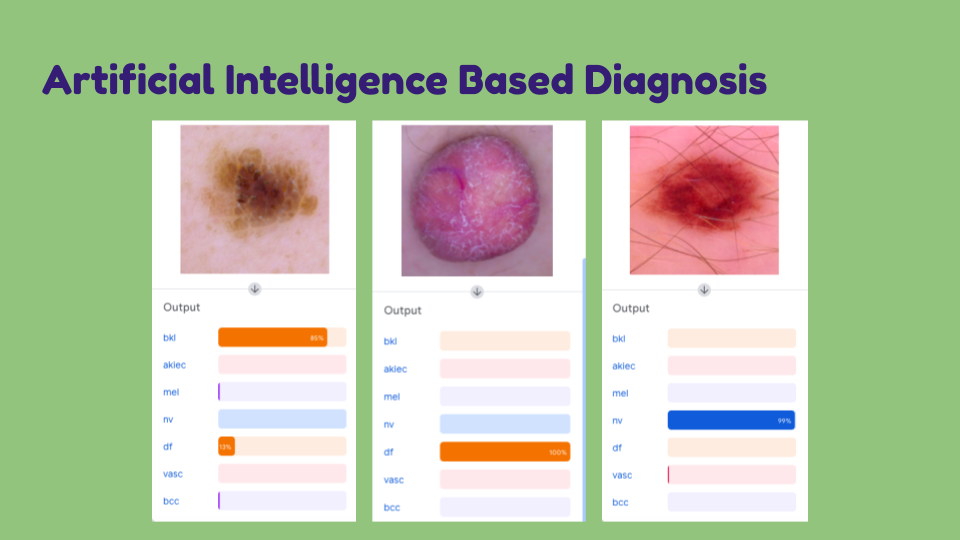 Artificial Intelligence Based Diagnosis
Output
bkl 85%
akiec
mel
nv
df 13%
vasc
bcc
Output
bkl
akiec
mel
nv
df 100%
vasc
bcc
Output
bkl
akiec
mel
nv 99%
df
vasc
bcc